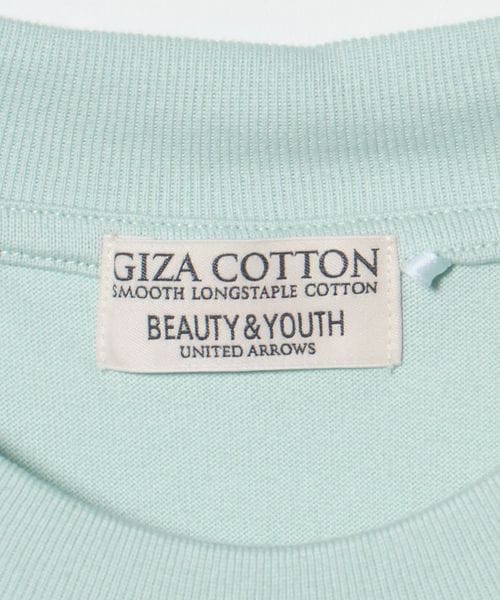 GIZA COTTON
SMOOTH LONGSTAPLE COTTON
BEAUTY&YOUTH
UNITED ARROWS